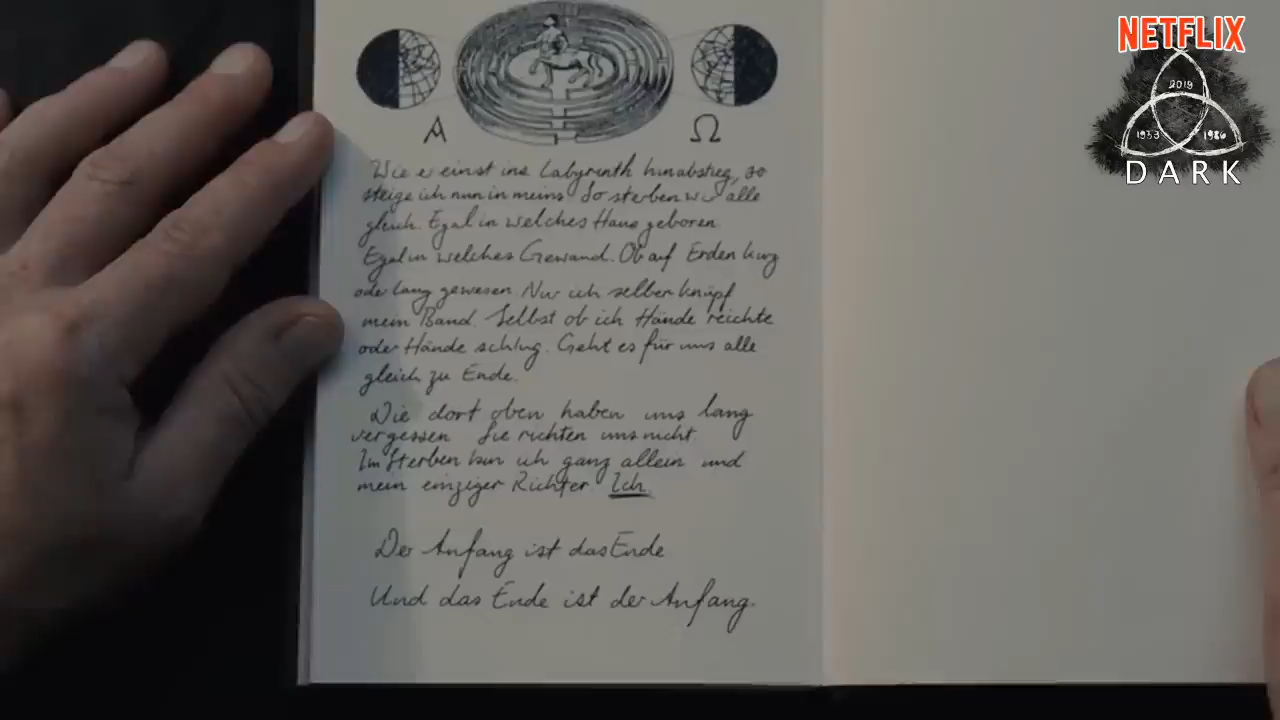 NETFLIX
2019
1953 1986
DARK
A Ω
Wie er einst ins Labyrinth hinabstieg, so
steige ich nun in meins So sterben wir alle
gleich. Egal in welches Haus geboren.
Egal in welches Gewand. Ob auf Erden kurz
oder lang gewesen Nur ich selber knüpf
mein Band. Selbst ob ich Hände reichte
oder Hände schlug. Geht es für uns alle
gleich zu Ende.
Die dort oben haben uns lang
vergessen Sie richten uns nicht.
Im Sterben bin ich ganz allein und
mein einziger Richter. Ich.
Der Anfang ist das Ende
Und das Ende ist der Anfang.